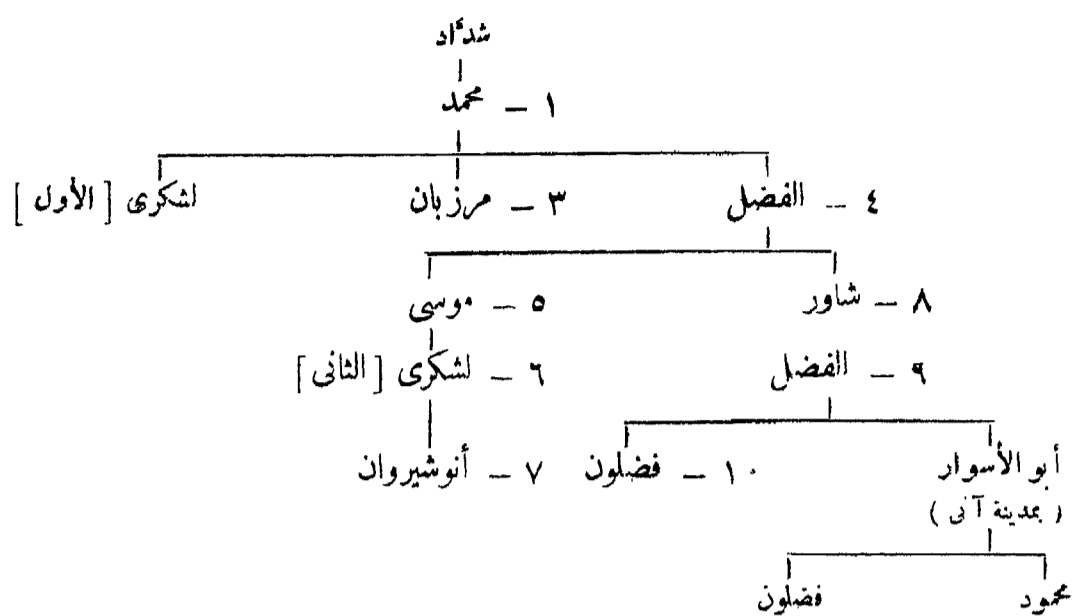 شدّاد
١ – محمد
٤ – الفضل ٣ – مرزبان لشكرى [ الأول ]
٨ – شاور ٥ – موسى
٩ – الفضل ٦ – لشكرى [ الثانى ]
أبو الأسوار ١٠ – فضلون ٧ – أنوشيروان
( بمدينة آنى )
محمود فضلون